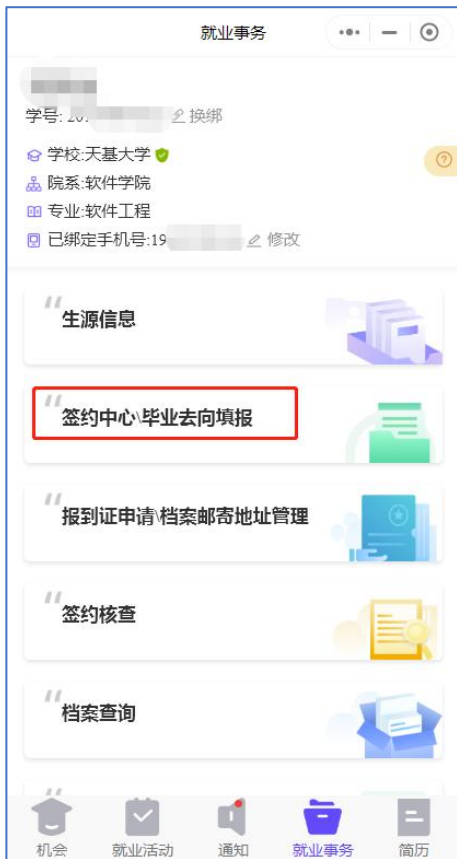 就业事务
学号: 20
换绑
学校:天基大学
院系:软件学院
专业:软件工程
已绑定手机号:19
修改
生源信息
签约中心\毕业去向填报
报到证申请\档案邮寄地址管理
签约核查
档案查询
机会 就业活动 通知 就业事务 简历